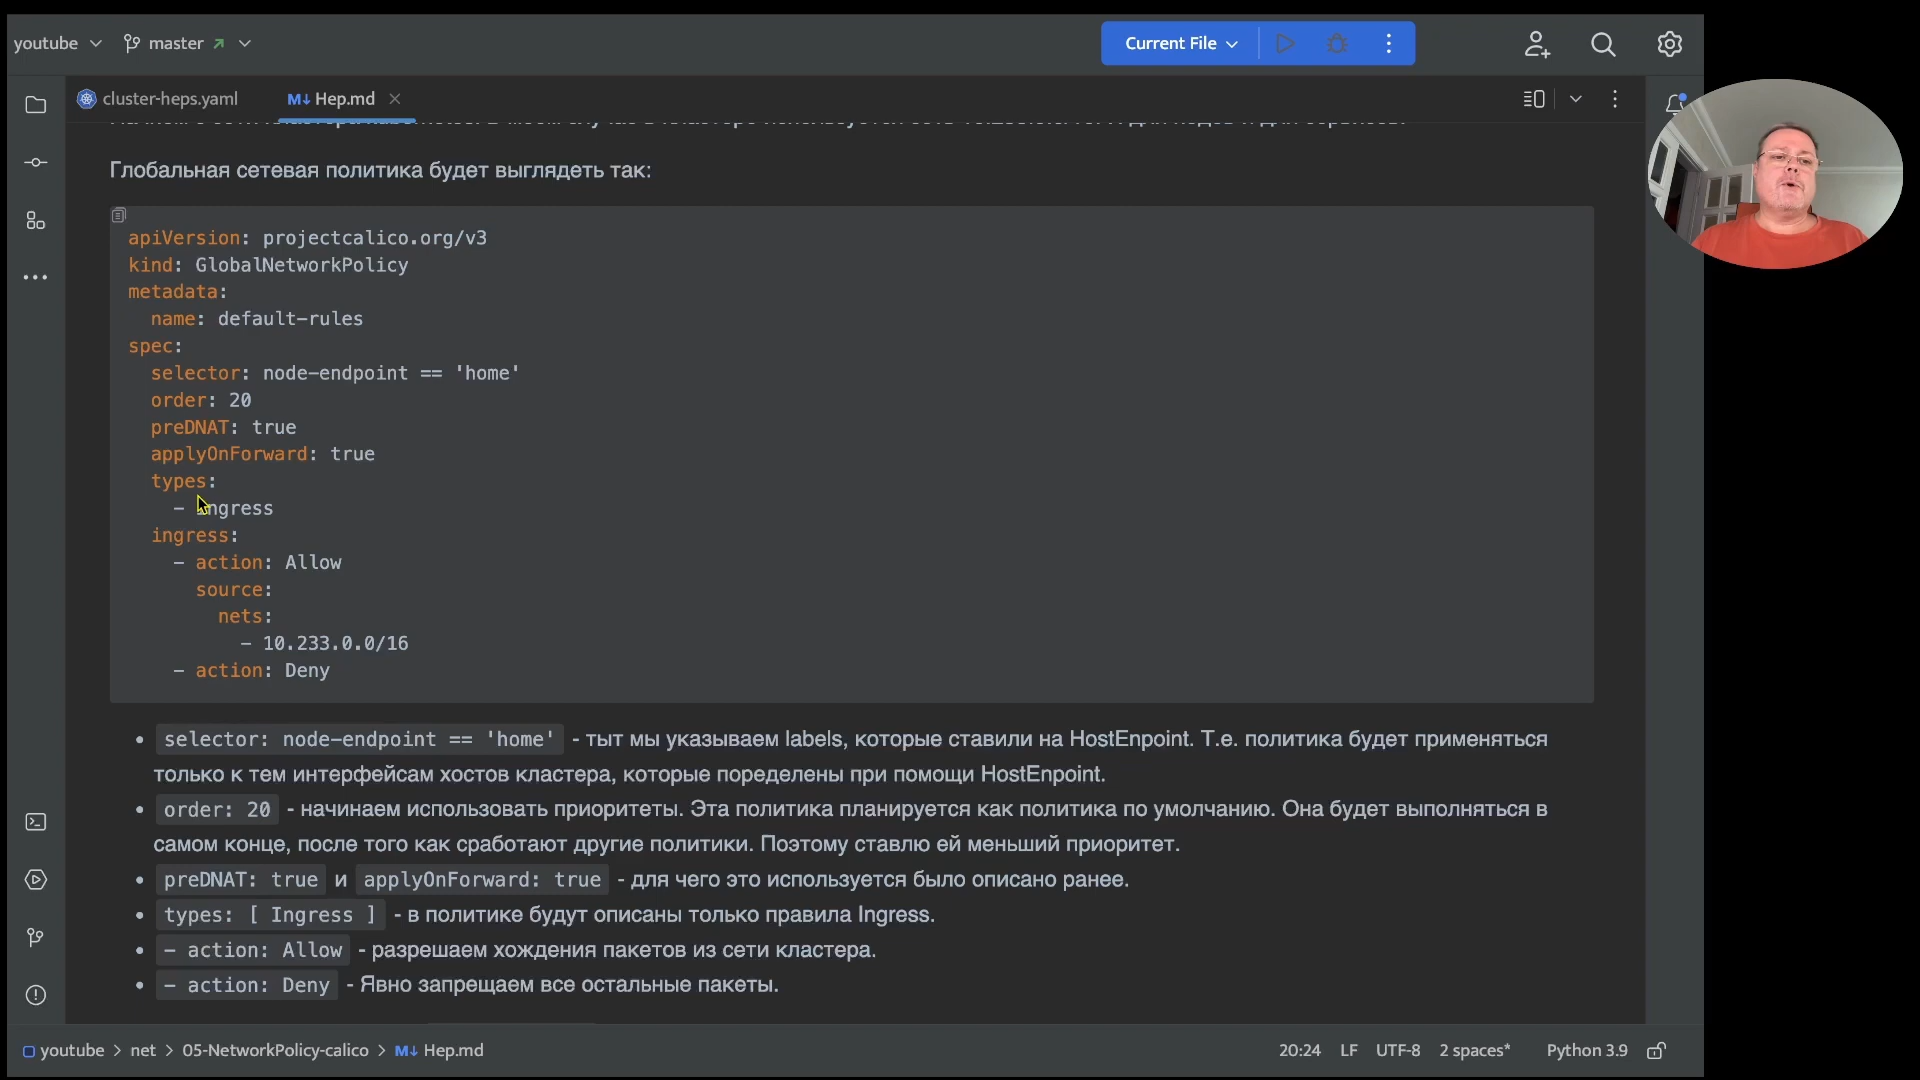 youtube
master
Current File
cluster-heps.yaml
M↓ Hep.md
Глобальная сетевая политика будет выглядеть так:
apiVersion: projectcalico.org/v3
kind: GlobalNetworkPolicy
metadata:
  name: default-rules
spec:
  selector: node-endpoint == 'home'
  order: 20
  preDNAT: true
  applyOnForward: true
  types:
    - Ingress
  ingress:
    - action: Allow
      source:
        nets:
          - 10.233.0.0/16
    - action: Deny
selector: node-endpoint == 'home' - тыт мы указываем labels, которые ставили на HostEnpoint. Т.е. политика будет применяться
только к тем интерфейсам хостов кластера, которые поределены при помощи HostEnpoint.
order: 20 - начинаем использовать приоритеты. Эта политика планируется как политика по умолчанию. Она будет выполняться в
самом конце, после того как сработают другие политики. Поэтому ставлю ей меньший приоритет.
preDNAT: true и applyOnForward: true - для чего это используется было описано ранее.
types: [ Ingress ] - в политике будут описаны только правила Ingress.
- action: Allow - разрешаем хождения пакетов из сети кластера.
- action: Deny - Явно запрещаем все остальные пакеты.
youtube > net > 05-NetworkPolicy-calico > M↓ Hep.md
20:24 LF UTF-8 2 spaces* Python 3.9